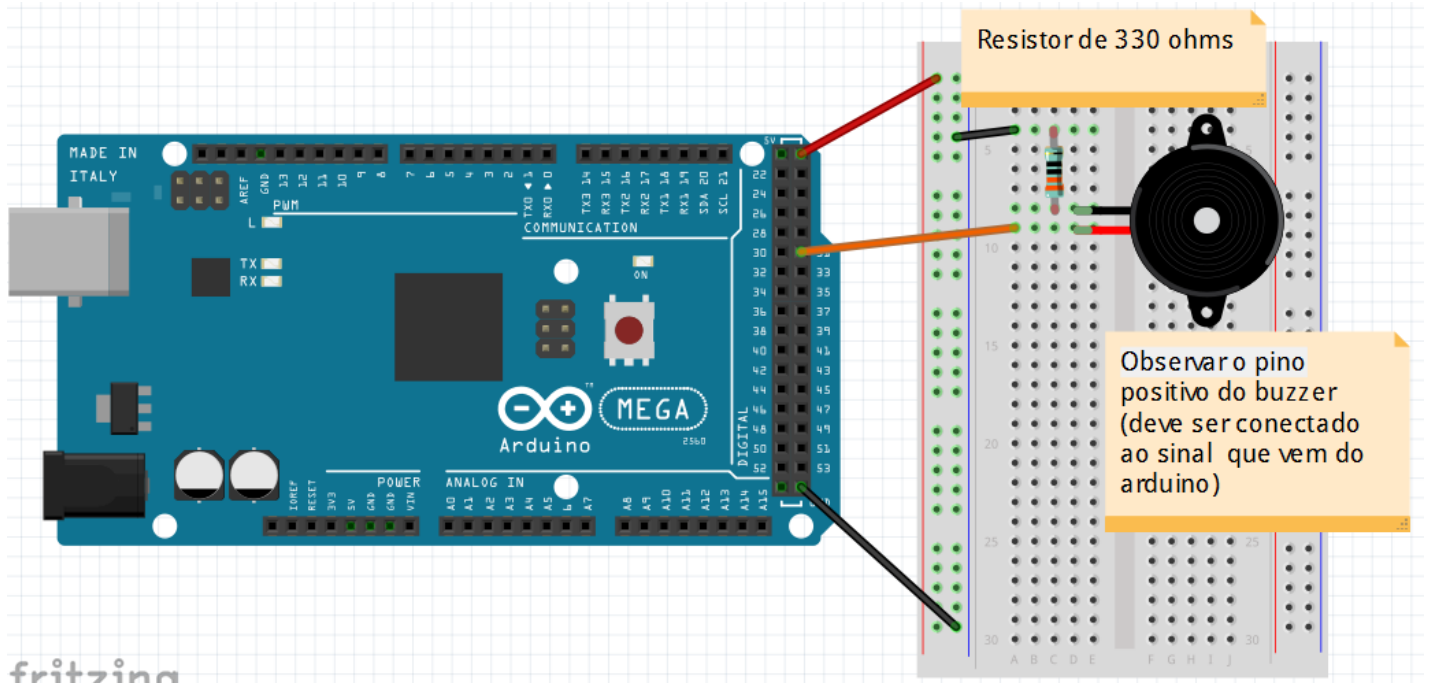 Resistor de 330 ohms
MADE IN
ITALY
AREF
GND
13
12
11
10
9
8
7
6
5
4
3
2
TX0 ◄ 1
RX0 ► 0
TX3 14
RX3 15
TX2 16
RX2 17
TX1 18
RX1 19
SDA 20
SCL 21
5V
PWM
L
COMMUNICATION
TX
RX
ON
22
24
26
28
30
32 33
34 35
36 37
38 39
40 41
42 43
44 45
46 47
48 49
50 51
52 53
DIGITAL
MEGA
2560
TM
Arduino
POWER
ANALOG IN
IOREF
RESET
3V3
5V
GND
GND
VIN
A0
A1
A2
A3
A4
A5
6
A7
A8
A9
A10
A11
A12
A13
A14
A15
5 5
10
15
20
25 25
30 30
A B C D E F G H I J
Observar o pino
positivo do buzzer
(deve ser conectado
ao sinal que vem do
arduino)
fritzing